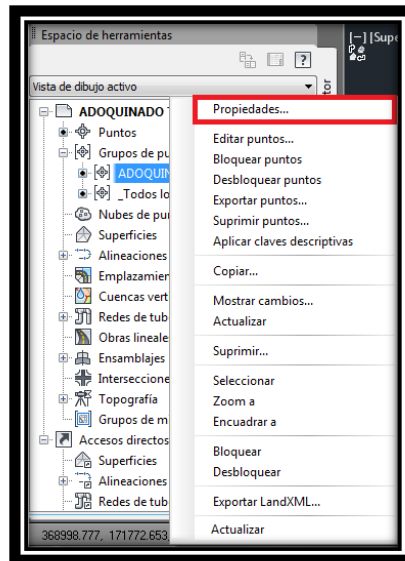 Espacio de herramientas
[−] [Supe
Vista de dibujo activo
ADOQUINADO
Puntos
Grupos de pu
ADOQUIN
_Todos lo
Nubes de pu
Superficies
Alineaciones
Emplazamien
Cuencas vert
Redes de tub
Obras lineale
Ensamblajes
Interseccione
Topografía
Grupos de m
Accesos directos
Superficies
Alineaciones
Redes de tub
Propiedades...
Editar puntos...
Bloquear puntos
Desbloquear puntos
Exportar puntos...
Suprimir puntos...
Aplicar claves descriptivas
Copiar...
Mostrar cambios...
Actualizar
Suprimir...
Seleccionar
Zoom a
Encuadrar a
Bloquear
Desbloquear
Exportar LandXML...
Actualizar
368998.777, 171772.653,